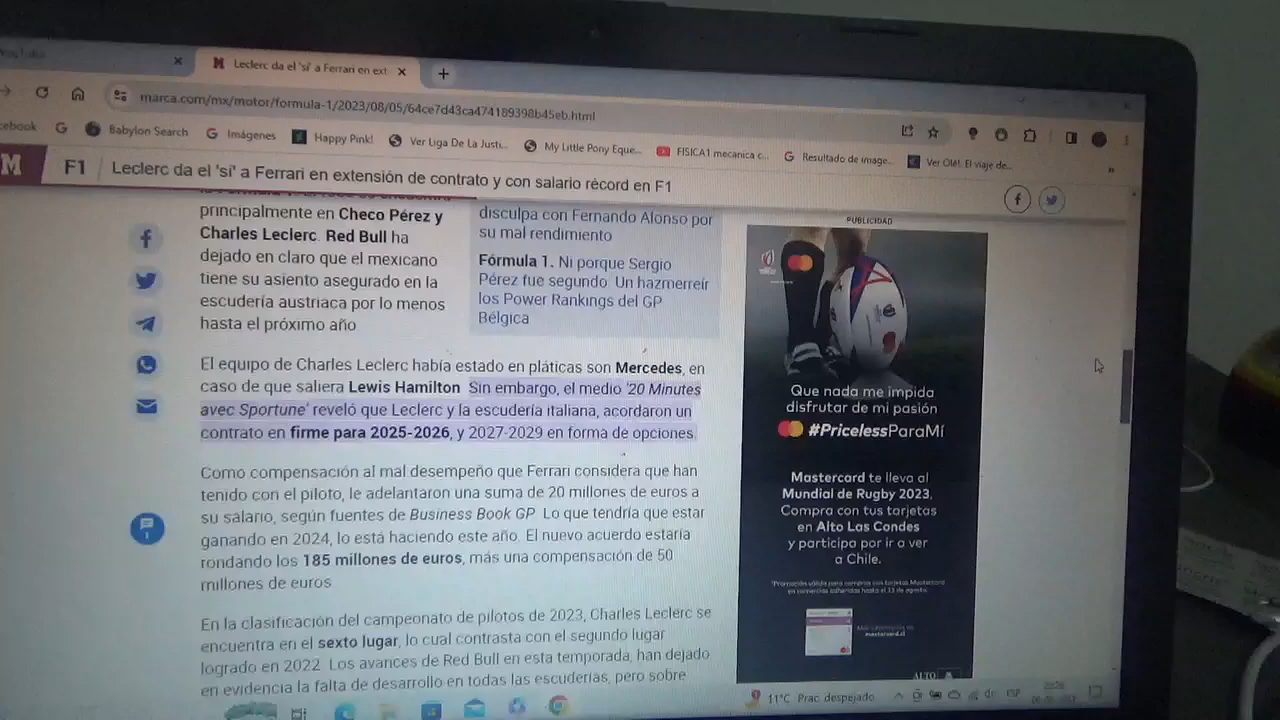 Leclerc da el 'sí' a Ferrari en ext
marca.com/mx/motor/formula-1/2023/08/05/64ce7d43ca474189398b45eb.html
cebook
Babylon Search
Imágenes
Happy Pink!
Ver Liga De La Justi...
My Little Pony Eque...
FISICA1 mecanica c...
Resultado de image...
Ver Olé!. El viaje de...
M F1 Leclerc da el 'sí' a Ferrari en extensión de contrato y con salario récord en F1
principalmente en Checo Pérez y
Charles Leclerc. Red Bull ha
dejado en claro que el mexicano
tiene su asiento asegurado en la
escudería austriaca por lo menos
hasta el próximo año
disculpa con Fernando Alonso por
su mal rendimiento
Fórmula 1. Ni porque Sergio
Pérez fue segundo. Un hazmerreír
los Power Rankings del GP
Bélgica
El equipo de Charles Leclerc había estado en pláticas son Mercedes, en
caso de que saliera Lewis Hamilton Sin embargo, el medio '20 Minutes
avec Sportune' reveló que Leclerc y la escudería italiana, acordaron un
contrato en firme para 2025-2026, y 2027-2029 en forma de opciones.
Como compensación al mal desempeño que Ferrari considera que han
tenido con el piloto, le adelantaron una suma de 20 millones de euros a
su salario, según fuentes de Business Book GP Lo que tendría que estar
ganando en 2024, lo está haciendo este año. El nuevo acuerdo estaría
rondando los 185 millones de euros, más una compensación de 50
millones de euros
En la clasificación del campeonato de pilotos de 2023, Charles Leclerc se
encuentra en el sexto lugar, lo cual contrasta con el segundo lugar
logrado en 2022 Los avances de Red Bull en esta temporada, han dejado
en evidencia la falta de desarrollo en todas las escuderías, pero sobre
PUBLICIDAD
Que nada me impida
disfrutar de mi pasión
#PricelessParaMí
Mastercard te lleva al
Mundial de Rugby 2023.
Compra con tus tarjetas
en Alto Las Condes
y participa por ir a ver
a Chile.
mastercard.cl
ALTO
11°C Prac. despejado
ESP